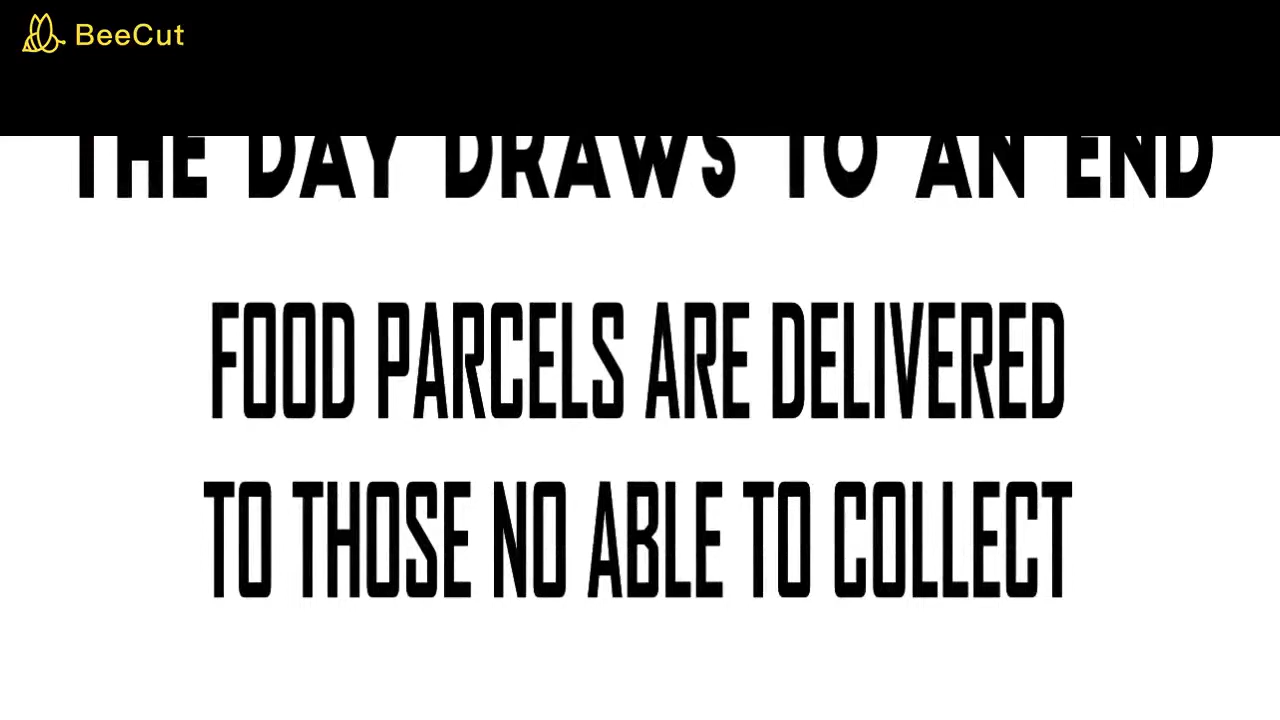 BeeCut
THE DAY DRAWS TO AN END
FOOD PARCELS ARE DELIVERED
TO THOSE NO ABLE TO COLLECT